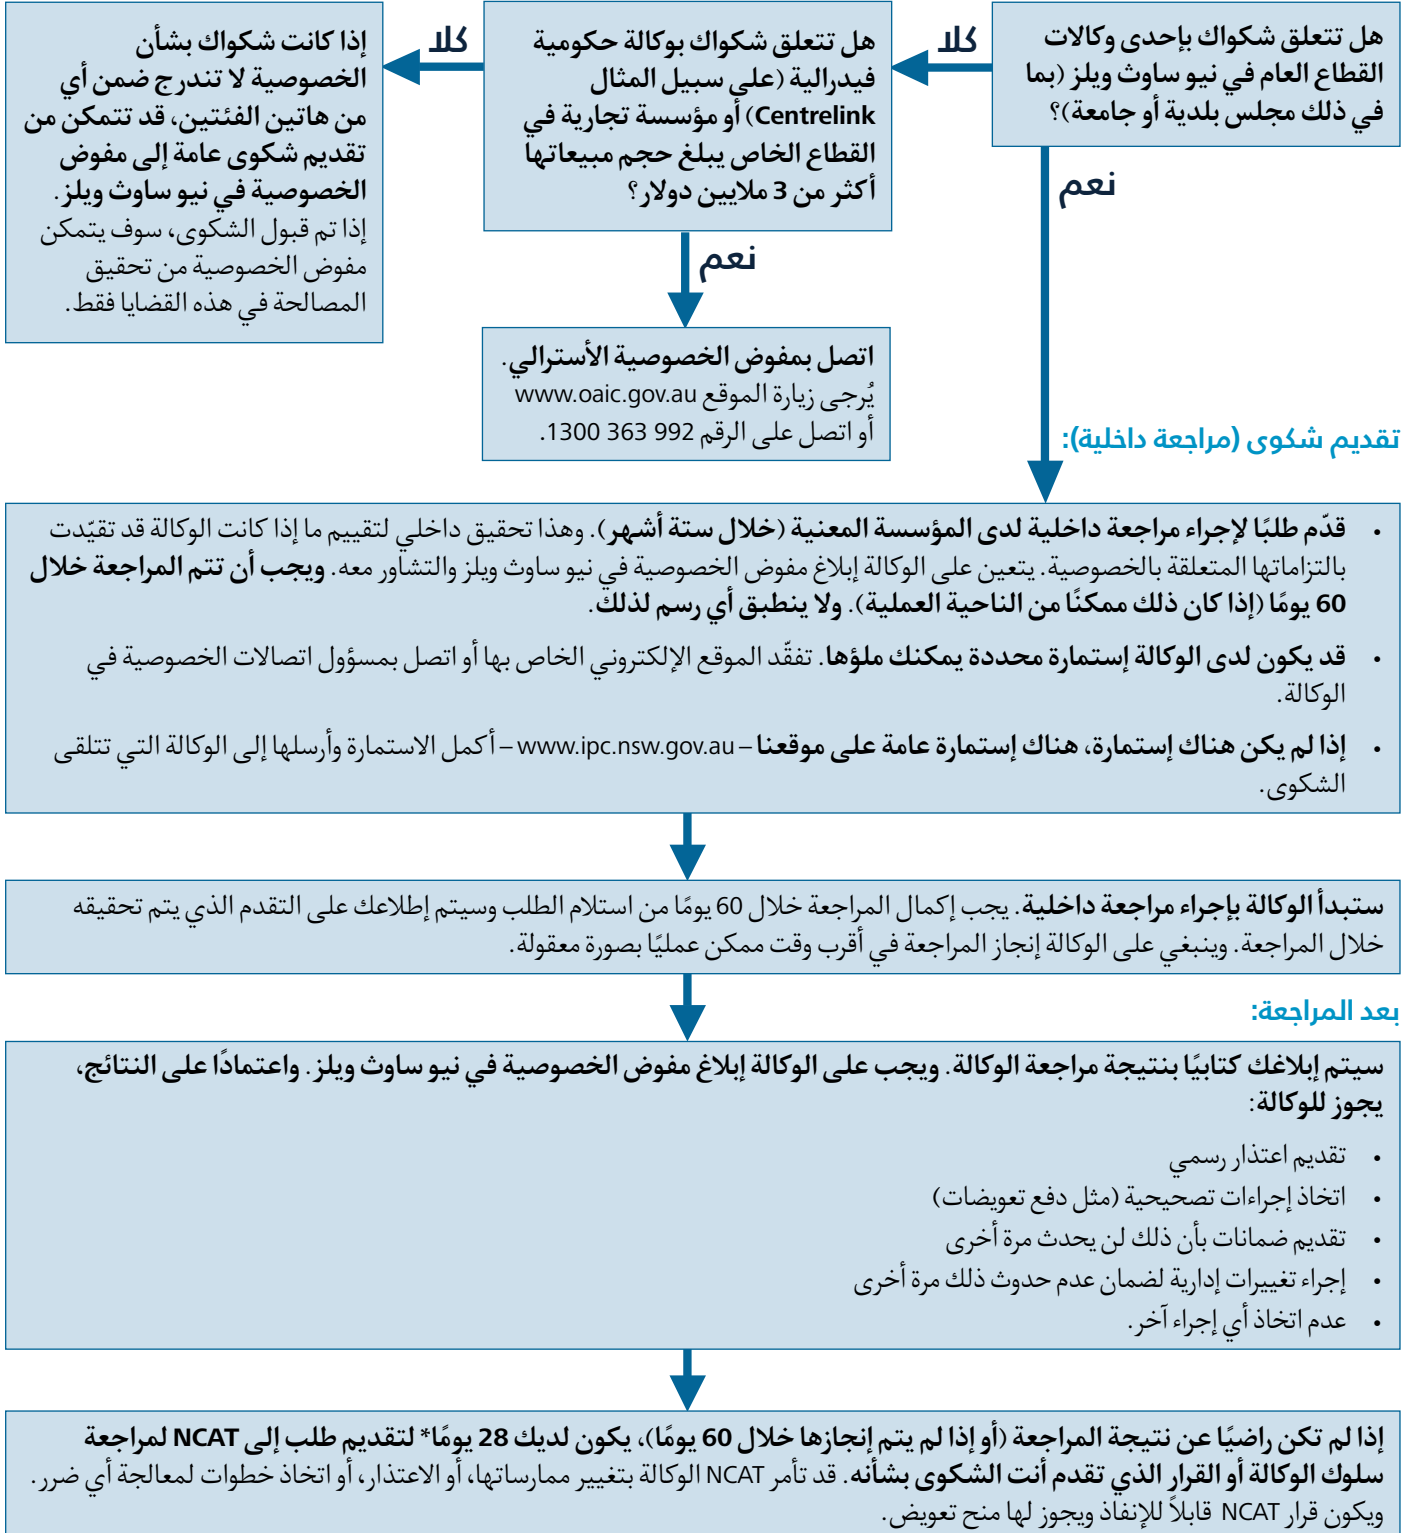 هل تتعلق شكواك بإحدى وكالات
القطاع العام في نيو ساوث ويلز (بما
في ذلك مجلس بلدية أو جامعة)؟
كلا
هل تتعلق شكواك بوكالة حكومية
فيدرالية (على سبيل المثال
Centrelink) أو مؤسسة تجارية في
القطاع الخاص يبلغ حجم مبيعاتها
أكثر من 3 ملايين دولار؟
كلا
إذا كانت شكواك بشأن
الخصوصية لا تندرج ضمن أي
من هاتين الفئتين، قد تتمكن من
تقديم شكوى عامة إلى مفوض
الخصوصية في نيو ساوث ويلز.
إذا تم قبول الشكوى، سوف يتمكن
مفوض الخصوصية من تحقيق
المصالحة في هذه القضايا فقط.
نعم
نعم
اتصل بمفوض الخصوصية الأسترالي.
يُرجى زيارة الموقع www.oaic.gov.au
أو اتصل على الرقم 992 363 1300.
تقديم شكوى (مراجعة داخلية):
• قدّم طلبًا لإجراء مراجعة داخلية لدى المؤسسة المعنية (خلال ستة أشهر). وهذا تحقيق داخلي لتقييم ما إذا كانت الوكالة قد تقيّدت
بالتزاماتها المتعلقة بالخصوصية. يتعين على الوكالة إبلاغ مفوض الخصوصية في نيو ساوث ويلز والتشاور معه. ويجب أن تتم المراجعة خلال
60 يومًا (إذا كان ذلك ممكنًا من الناحية العملية). ولا ينطبق أي رسم لذلك.
• قد يكون لدى الوكالة إستمارة محددة يمكنك ملؤها. تفقّد الموقع الإلكتروني الخاص بها أو اتصل بمسؤول اتصالات الخصوصية في
الوكالة.
• إذا لم يكن هناك إستمارة، هناك إستمارة عامة على موقعنا – www.ipc.nsw.gov.au – أكمل الاستمارة وأرسلها إلى الوكالة التي تتلقى
الشكوى.
ستبدأ الوكالة بإجراء مراجعة داخلية. يجب إكمال المراجعة خلال 60 يومًا من استلام الطلب وسيتم إطلاعك على التقدم الذي يتم تحقيقه
خلال المراجعة. وينبغي على الوكالة إنجاز المراجعة في أقرب وقت ممكن عمليًا بصورة معقولة.
بعد المراجعة:
سيتم إبلاغك كتابيًا بنتيجة مراجعة الوكالة. ويجب على الوكالة إبلاغ مفوض الخصوصية في نيو ساوث ويلز. واعتمادًا على النتائج،
يجوز للوكالة:
• تقديم اعتذار رسمي
• اتخاذ إجراءات تصحيحية (مثل دفع تعويضات)
• تقديم ضمانات بأن ذلك لن يحدث مرة أخرى
• إجراء تغييرات إدارية لضمان عدم حدوث ذلك مرة أخرى
• عدم اتخاذ أي إجراء آخر.
إذا لم تكن راضيًا عن نتيجة المراجعة (أو إذا لم يتم إنجازها خلال 60 يومًا)، يكون لديك 28 يومًا* لتقديم طلب إلى NCAT لمراجعة
سلوك الوكالة أو القرار الذي تقدم أنت الشكوى بشأنه. قد تأمر NCAT الوكالة بتغيير ممارساتها، أو الاعتذار، أو اتخاذ خطوات لمعالجة أي ضرر.
ويكون قرار NCAT قابلاً للإنفاذ ويجوز لها منح تعويض.